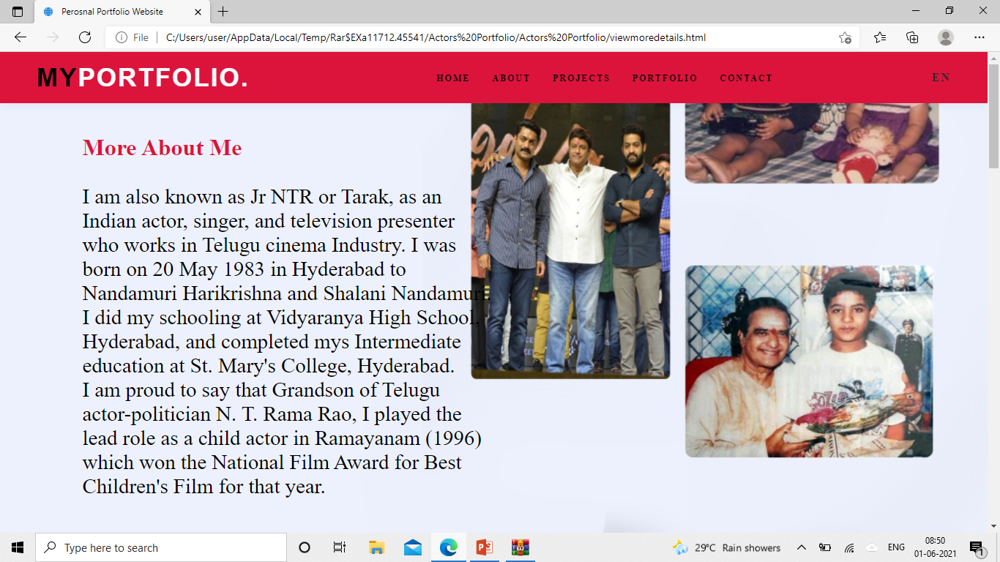 Perosnal Portfolio Website
File
C:/Users/user/AppData/Local/Temp/Rar$EXa11712.45541/Actors%20Portfolio/Actors%20Portfolio/viewmoredetails.html
MYPORTFOLIO.
HOME ABOUT PROJECTS PORTFOLIO CONTACT EN
More About Me
I am also known as Jr NTR or Tarak, as an
Indian actor, singer, and television presenter
who works in Telugu cinema Industry. I was
born on 20 May 1983 in Hyderabad to
Nandamuri Harikrishna and Shalani Nandamuri.
I did my schooling at Vidyaranya High School,
Hyderabad, and completed mys Intermediate
education at St. Mary's College, Hyderabad.
I am proud to say that Grandson of Telugu
actor-politician N. T. Rama Rao, I played the
lead role as a child actor in Ramayanam (1996)
which won the National Film Award for Best
Children's Film for that year.
Type here to search
29°C Rain showers
ENG
08:50
01-06-2021
1